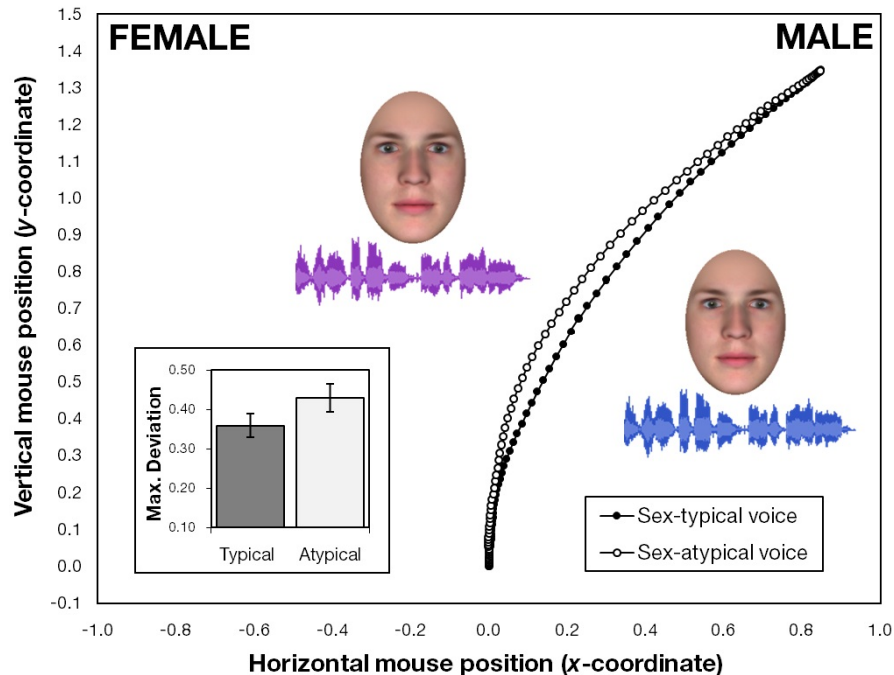 FEMALE
MALE
Vertical mouse position (y-coordinate)
1.5
1.4
1.3
1.2
1.1
1.0
0.9
0.8
0.7
0.6
0.5
0.4
0.3
0.2
0.1
0.0
-0.1
Max. Deviation
0.50
0.40
0.30
0.20
0.10
Typical Atypical
Sex-typical voice
Sex-atypical voice
-1.0 -0.8 -0.6 -0.4 -0.2 0.0 0.2 0.4 0.6 0.8 1.0
Horizontal mouse position (x-coordinate)